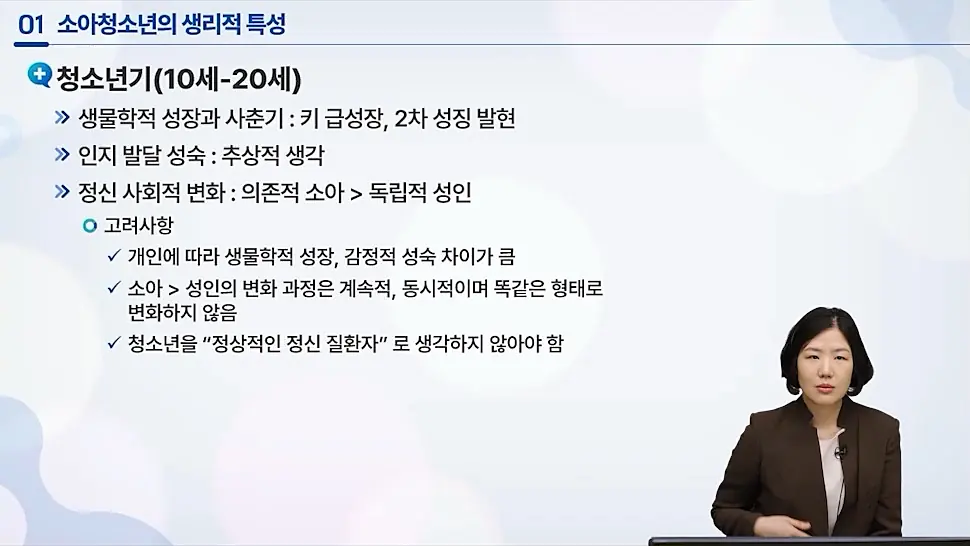 01 소아청소년의 생리적 특성
청소년기(10세-20세)
생물학적 성장과 사춘기 : 키 급성장, 2차 성징 발현
인지 발달 성숙 : 추상적 생각
정신 사회적 변화 : 의존적 소아 > 독립적 성인
고려사항
개인에 따라 생물학적 성장, 감정적 성숙 차이가 큼
소아 > 성인의 변화 과정은 계속적, 동시적이며 똑같은 형태로
변화하지 않음
청소년을 “정상적인 정신 질환자” 로 생각하지 않아야 함